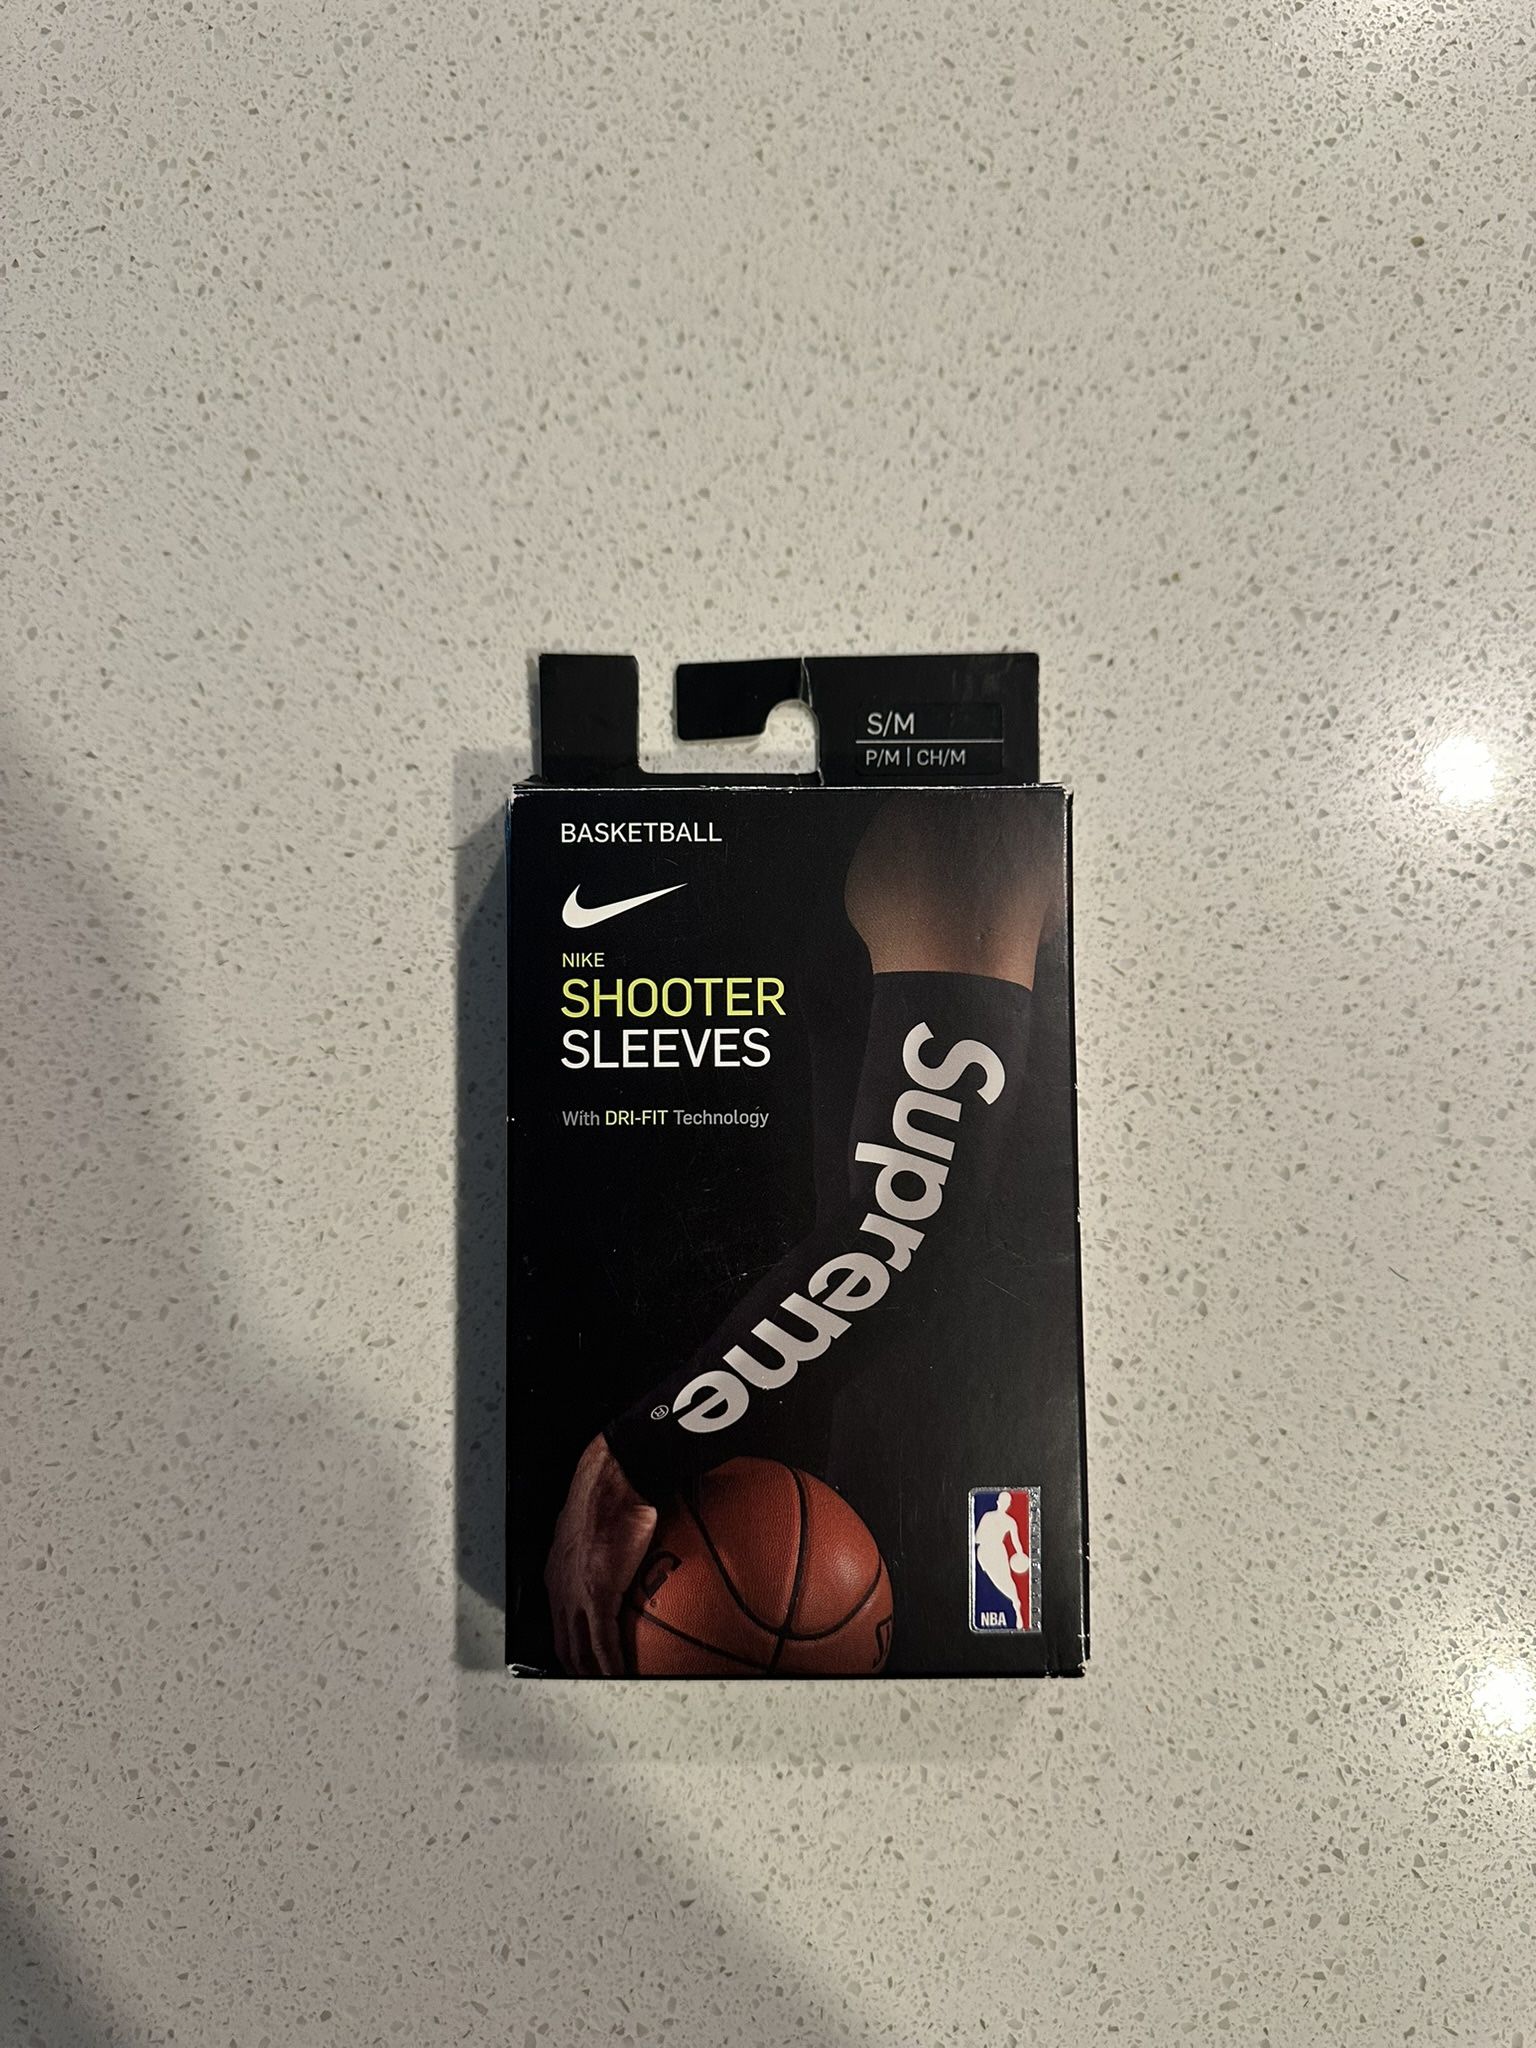 S/M
P/M | CH/M
BASKETBALL
NIKE
SHOOTER
SLEEVES
With DRI-FIT Technology
Supreme®
G®
NBA